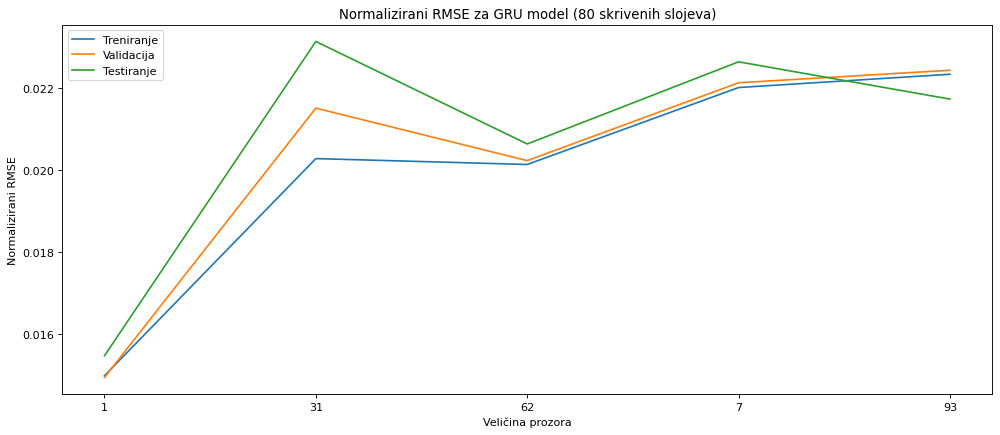 Normalizirani RMSE za GRU model (80 skrivenih slojeva)
Treniranje
Validacija
Testiranje
Normalizirani RMSE
0.022
0.020
0.018
0.016
1 31 62 7 93
Veličina prozora